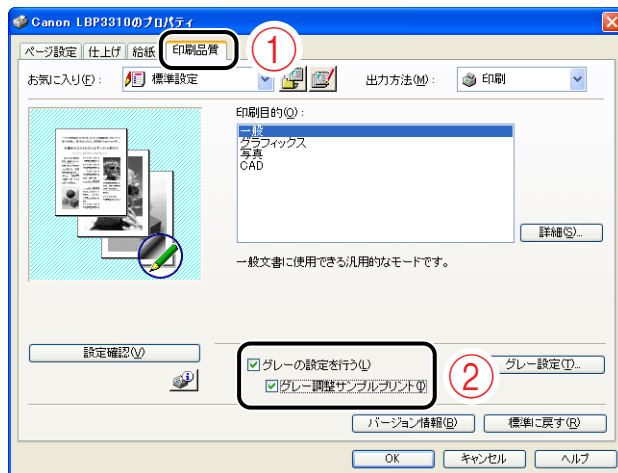 Canon LBP3310のプロパティ
ページ設定 仕上げ 給紙 印刷品質
①
お気に入り(F): 標準設定 出力方法(M): 印刷
印刷目的(O):
一般
グラフィックス
写真
CAD
詳細(S)...
一般文書に使用できる汎用的なモードです。
設定確認(V)
グレーの設定を行う(L) グレー設定(T)...
グレー調整サンプルプリント(I)
②
バージョン情報(B) 標準に戻す(R)
OK キャンセル ヘルプ